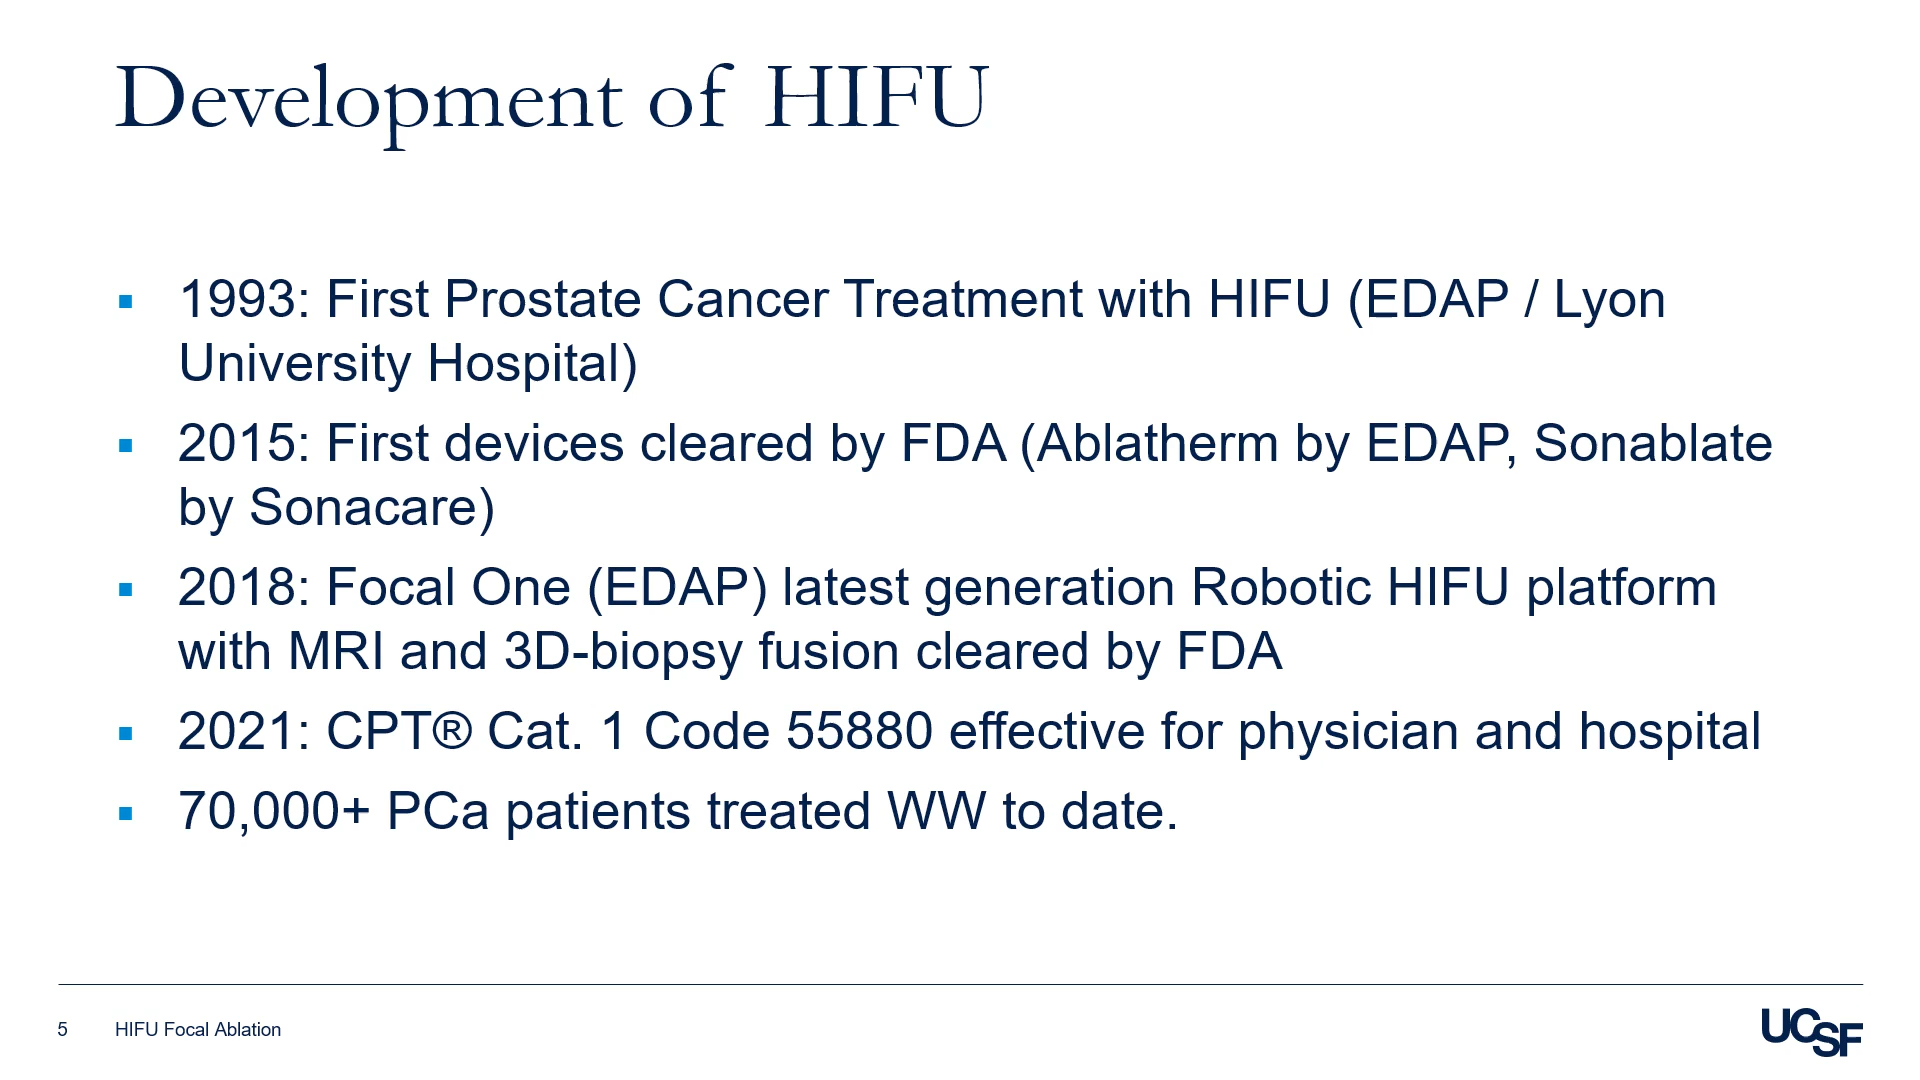 Development of HIFU
▪ 1993: First Prostate Cancer Treatment with HIFU (EDAP / Lyon
University Hospital)
▪ 2015: First devices cleared by FDA (Ablatherm by EDAP, Sonablate
by Sonacare)
▪ 2018: Focal One (EDAP) latest generation Robotic HIFU platform
with MRI and 3D-biopsy fusion cleared by FDA
▪ 2021: CPT® Cat. 1 Code 55880 effective for physician and hospital
▪ 70,000+ PCa patients treated WW to date.
5 HIFU Focal Ablation
UCSF